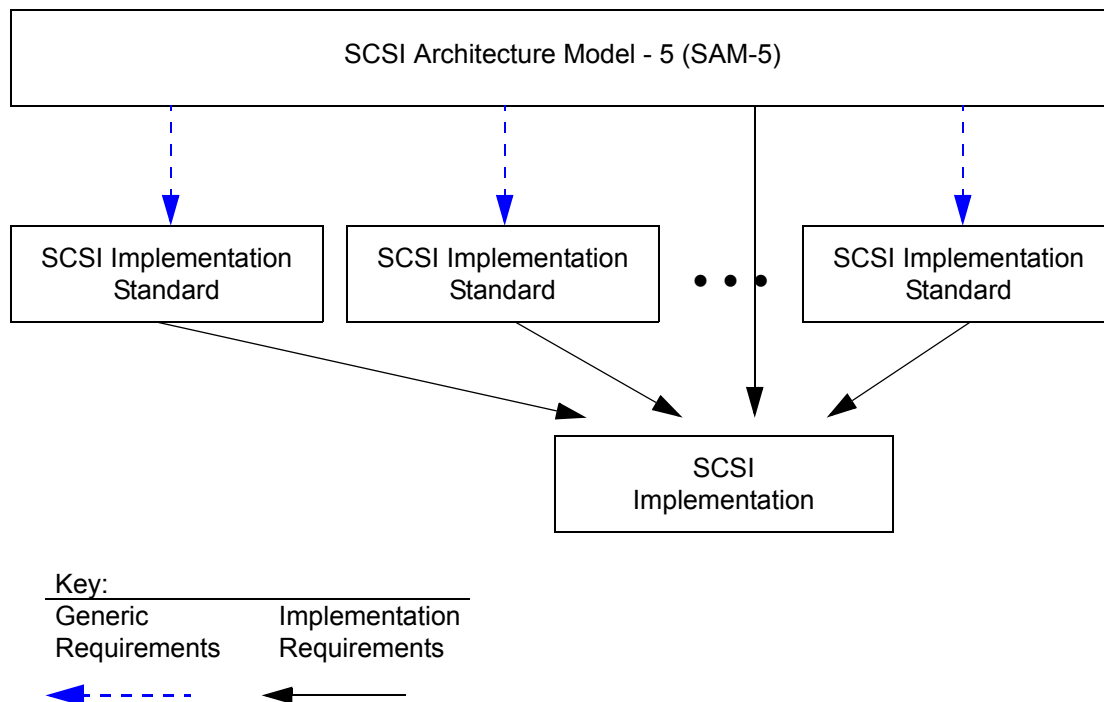 SCSI Architecture Model - 5 (SAM-5)
SCSI Implementation
Standard
SCSI Implementation
Standard
SCSI Implementation
Standard
SCSI
Implementation
Key:
Generic
Requirements
Implementation
Requirements